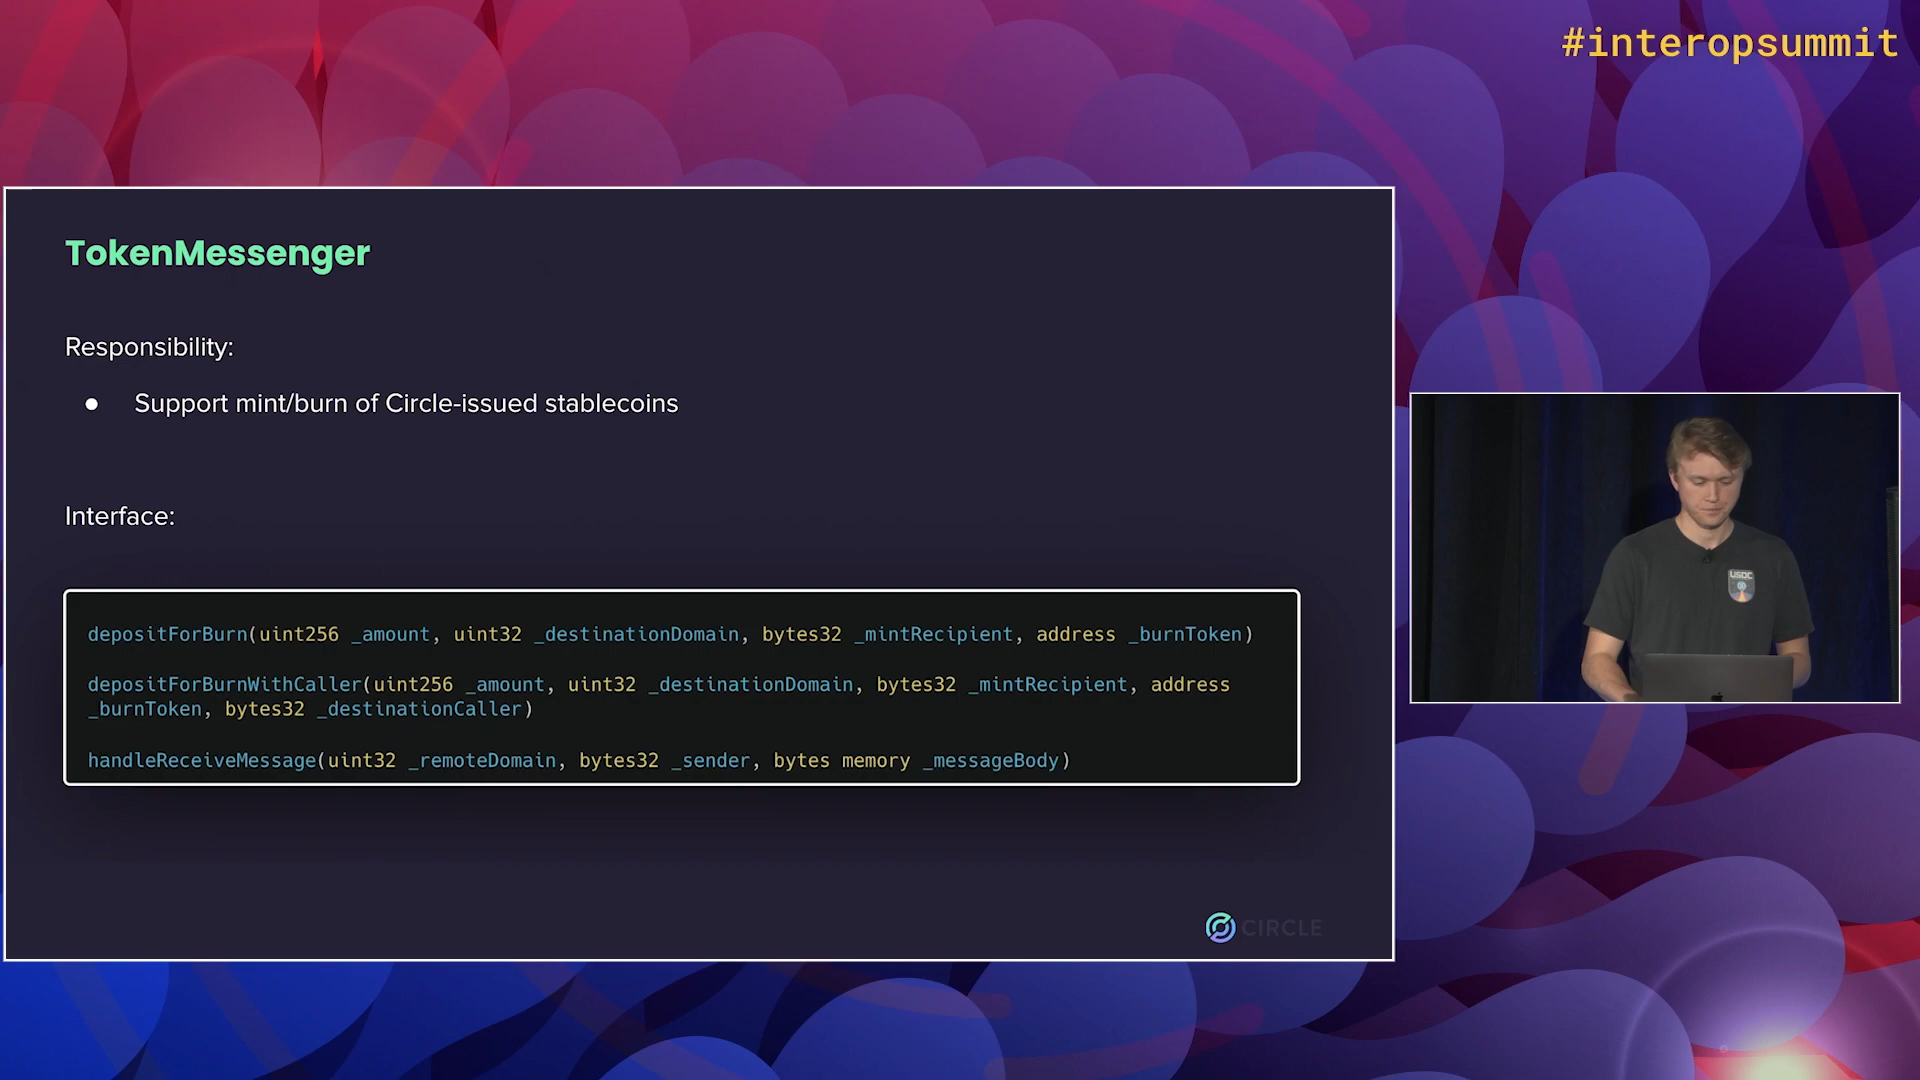 #interopsummit
TokenMessenger
Responsibility:
● Support mint/burn of Circle-issued stablecoins
Interface:
depositForBurn(uint256 _amount, uint32 _destinationDomain, bytes32 _mintRecipient, address _burnToken)
depositForBurnWithCaller(uint256 _amount, uint32 _destinationDomain, bytes32 _mintRecipient, address
_burnToken, bytes32 _destinationCaller)
handleReceiveMessage(uint32 _remoteDomain, bytes32 _sender, bytes memory _messageBody)
USDC
CIRCLE